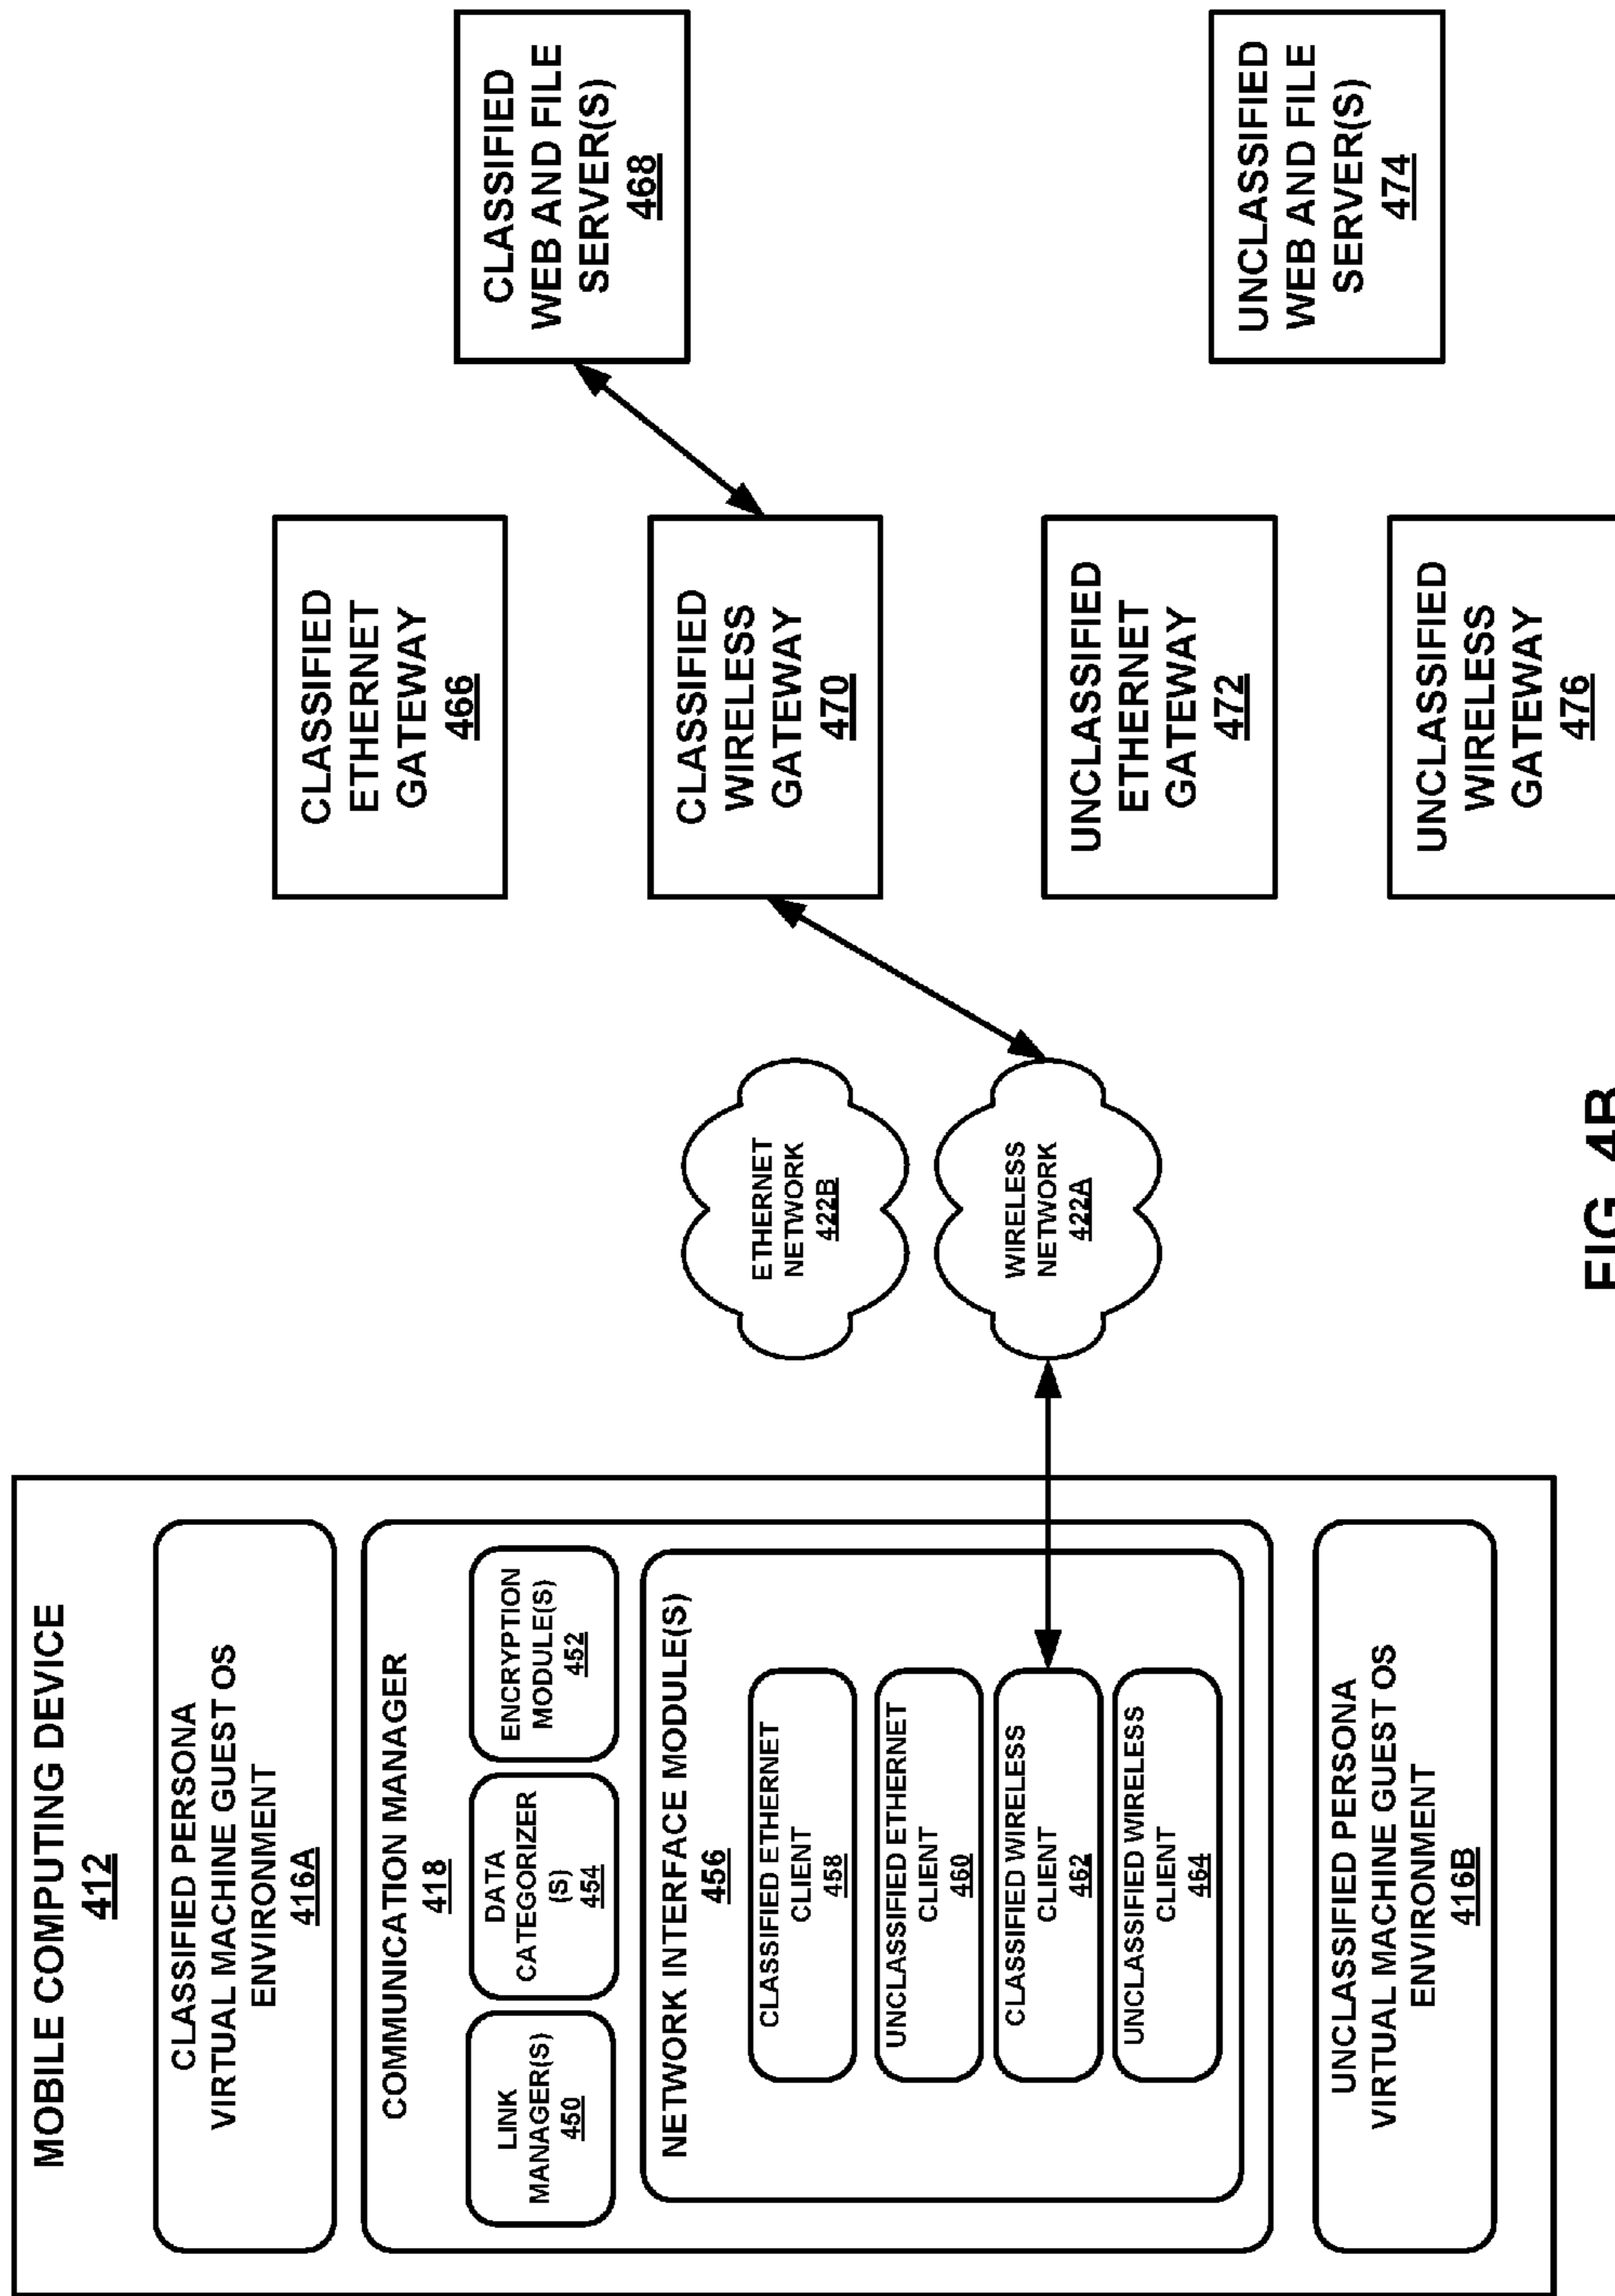 MOBILE COMPUTING DEVICE
412
CLASSIFIED PERSONA
VIRTUAL MACHINE GUEST OS
ENVIRONMENT
416A
COMMUNICATION MANAGER
418
LINK
MANAGER(S)
450
DATA
CATEGORIZER
(S)
454
ENCRYPTION
MODULE(S)
452
NETWORK INTERFACE MODULE(S)
456
CLASSIFIED ETHERNET
CLIENT
458
UNCLASSIFIED ETHERNET
CLIENT
460
CLASSIFIED WIRELESS
CLIENT
462
UNCLASSIFIED WIRELESS
CLIENT
464
UNCLASSIFIED PERSONA
VIRTUAL MACHINE GUEST OS
ENVIRONMENT
416B
ETHERNET
NETWORK
422B
WIRELESS
NETWORK
422A
CLASSIFIED
ETHERNET
GATEWAY
466
CLASSIFIED
WIRELESS
GATEWAY
470
UNCLASSIFIED
ETHERNET
GATEWAY
472
UNCLASSIFIED
WIRELESS
GATEWAY
476
CLASSIFIED
WEB AND FILE
SERVER(S)
468
UNCLASSIFIED
WEB AND FILE
SERVER(S)
474
FIG. 4B